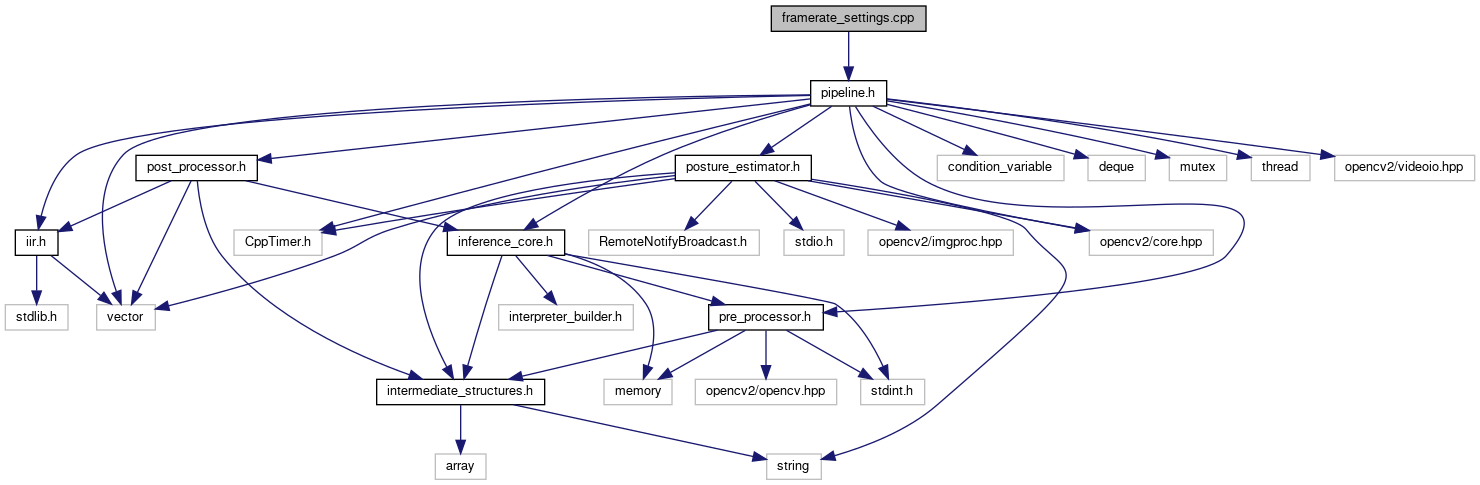 framerate_settings.cpp
pipeline.h
post_processor.h
posture_estimator.h
condition_variable
deque
mutex
thread
opencv2/videoio.hpp
iir.h
CppTimer.h
inference_core.h
RemoteNotifyBroadcast.h
stdio.h
opencv2/imgproc.hpp
opencv2/core.hpp
stdlib.h
vector
interpreter_builder.h
pre_processor.h
intermediate_structures.h
memory
opencv2/opencv.hpp
stdint.h
array
string